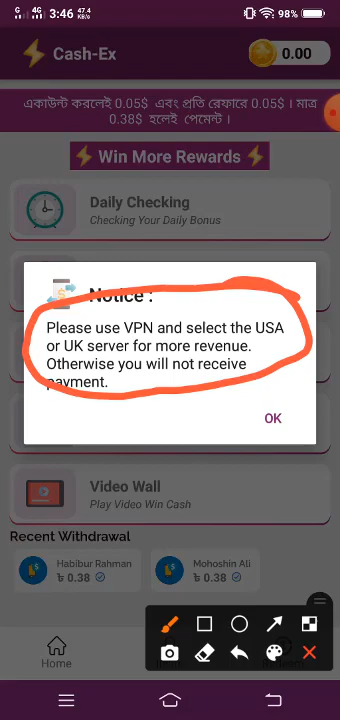 G 4G 3:46 47.4 KB/s 98%
Cash-Ex 0.00
একাউন্ট করলেই 0.05$ এবং প্রতি রেফারে 0.05$ । মাত্র
0.38$ হলেই পেমেন্ট ।
Win More Rewards
Daily Checking
Checking Your Daily Bonus
Notice :
Please use VPN and select the USA
or UK server for more revenue.
Otherwise you will not receive
payment.
OK
Video Wall
Play Video Win Cash
Recent Withdrawal
Habibur Rahman
৳ 0.38
Mohoshin Ali
৳ 0.38
Home